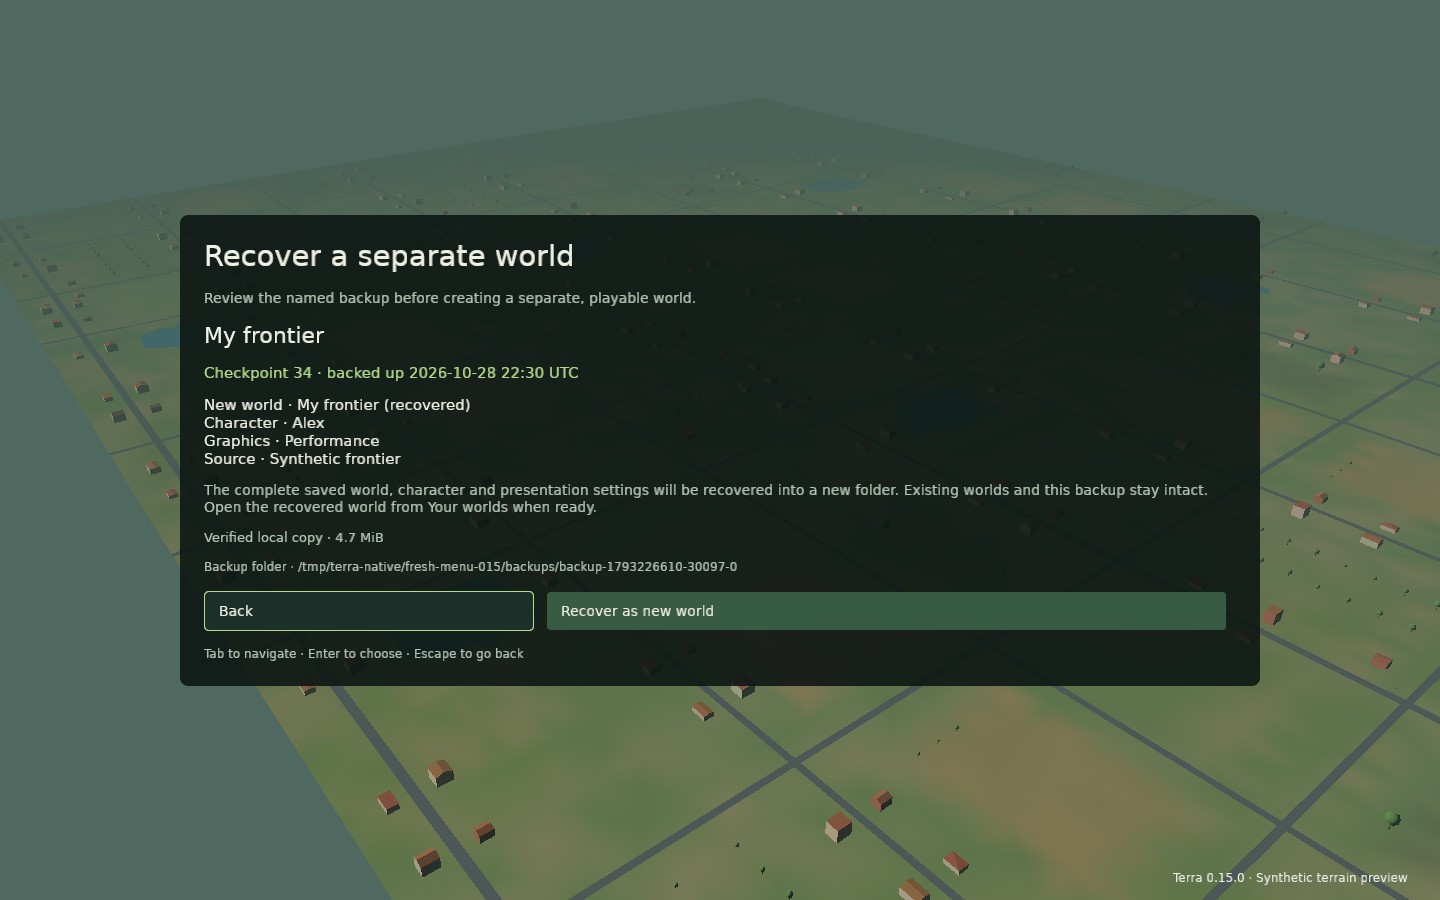 Recover a separate world
Review the named backup before creating a separate, playable world.
My frontier
Checkpoint 34 · backed up 2026-10-28 22:30 UTC
New world · My frontier (recovered)
Character · Alex
Graphics · Performance
Source · Synthetic frontier
The complete saved world, character and presentation settings will be recovered into a new folder. Existing worlds and this backup stay intact.
Open the recovered world from Your worlds when ready.
Verified local copy · 4.7 MiB
Backup folder · /tmp/terra-native/fresh-menu-015/backups/backup-1793226610-30097-0
Back
Recover as new world
Tab to navigate · Enter to choose · Escape to go back
Terra 0.15.0 · Synthetic terrain preview